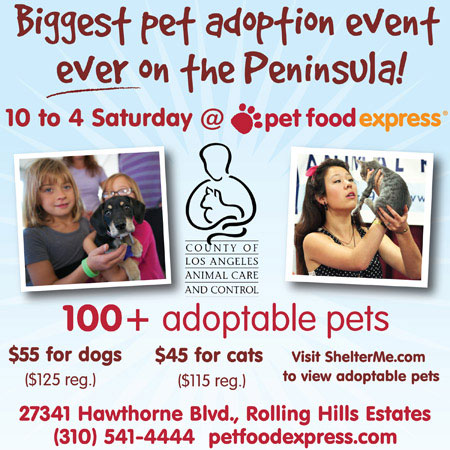 Biggest pet adoption event
ever on the Peninsula!
10 to 4 Saturday @ pet food express®
COUNTY OF
LOS ANGELES
ANIMAL CARE
AND CONTROL
100+ adoptable pets
$55 for dogs
($125 reg.)
$45 for cats
($115 reg.)
Visit ShelterMe.com
to view adoptable pets
27341 Hawthorne Blvd., Rolling Hills Estates
(310) 541-4444 petfoodexpress.com